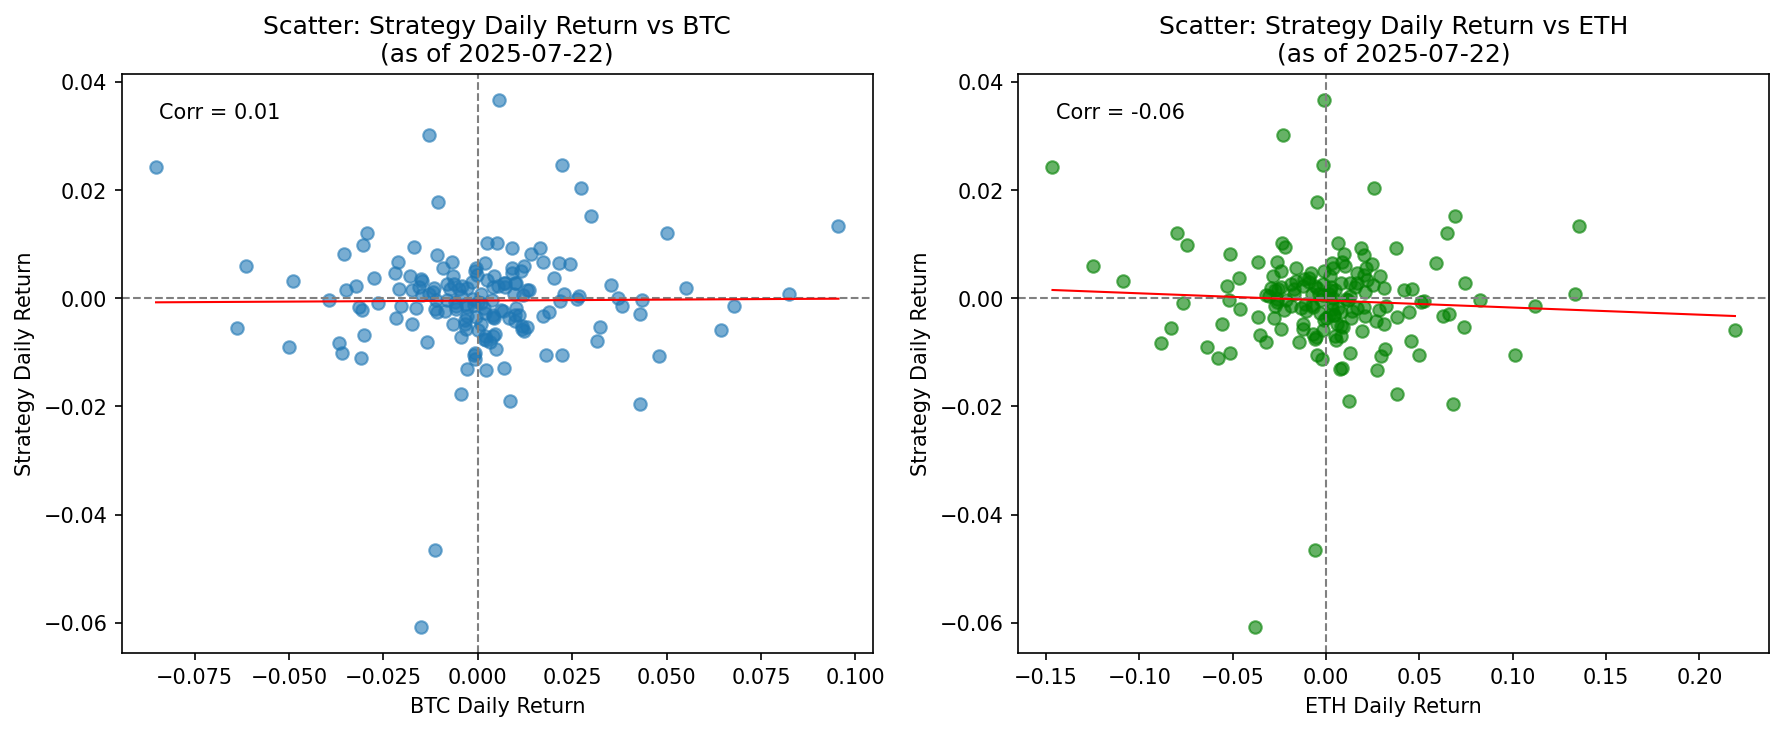 Scatter: Strategy Daily Return vs BTC
(as of 2025-07-22)
Corr = 0.01
0.04
0.02
0.00
−0.02
−0.04
−0.06
Strategy Daily Return
−0.075
−0.050
−0.025
0.000
0.025
0.050
0.075
0.100
BTC Daily Return
Scatter: Strategy Daily Return vs ETH
(as of 2025-07-22)
Corr = -0.06
0.04
0.02
0.00
−0.02
−0.04
−0.06
Strategy Daily Return
−0.15
−0.10
−0.05
0.00
0.05
0.10
0.15
0.20
ETH Daily Return